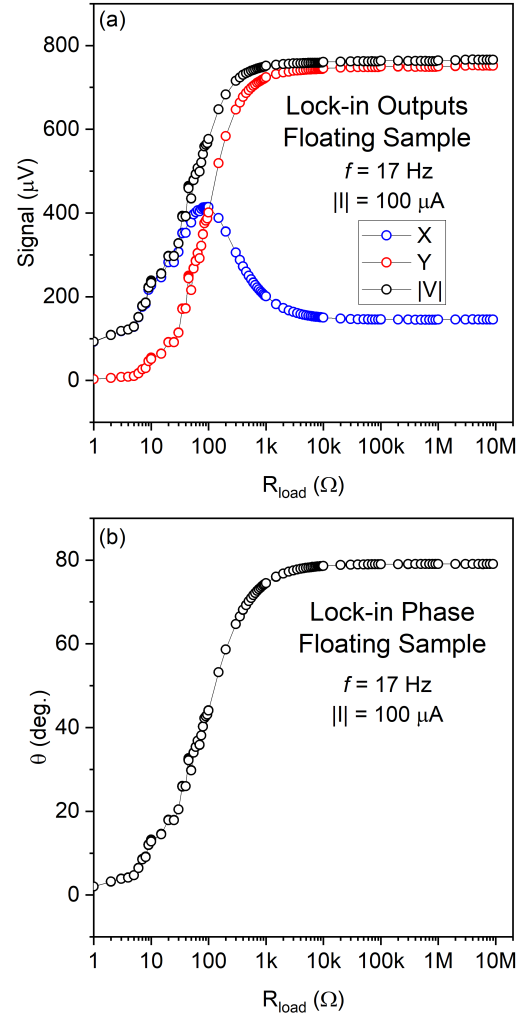 (a)
800
600
400
200
0
Signal (μV)
Lock-in Outputs
Floating Sample
f = 17 Hz
|I| = 100 μA
X
Y
|V|
1 10 100 1k 10k 100k 1M 10M
R_load (Ω)
(b)
80
60
40
20
0
θ (deg.)
Lock-in Phase
Floating Sample
f = 17 Hz
|I| = 100 μA
1 10 100 1k 10k 100k 1M 10M
R_load (Ω)